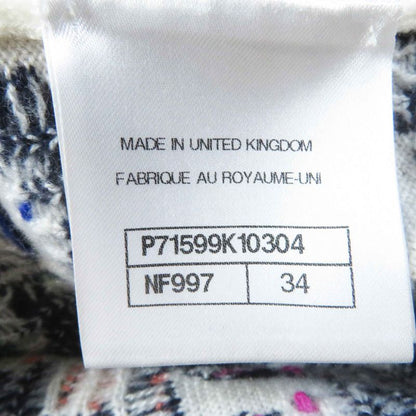 MADE IN UNITED KINGDOM
FABRIQUE AU ROYAUME-UNI
P71599K10304
NF997 34